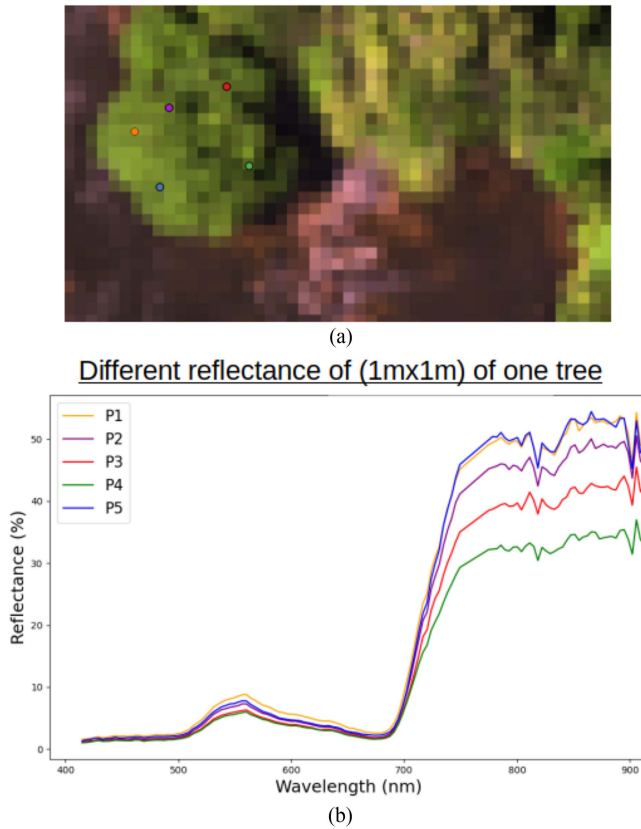 (a)
Different reflectance of (1mx1m) of one tree
P1
P2
P3
P4
P5
50
40
30
20
10
0
Reflectance (%)
400
500
600
700
800
900
Wavelength (nm)
(b)